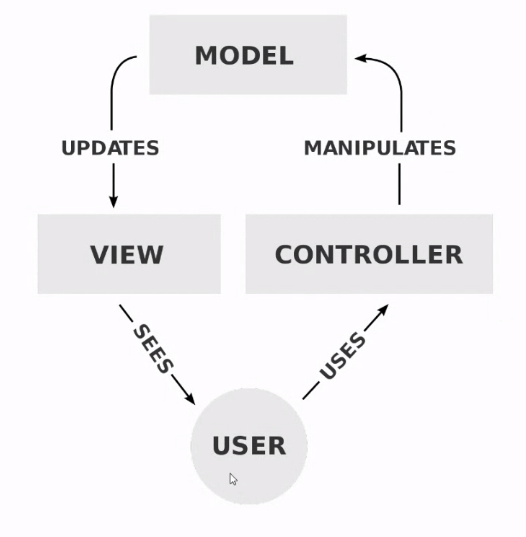 MODEL
UPDATES
MANIPULATES
VIEW
CONTROLLER
SEES
USES
USER